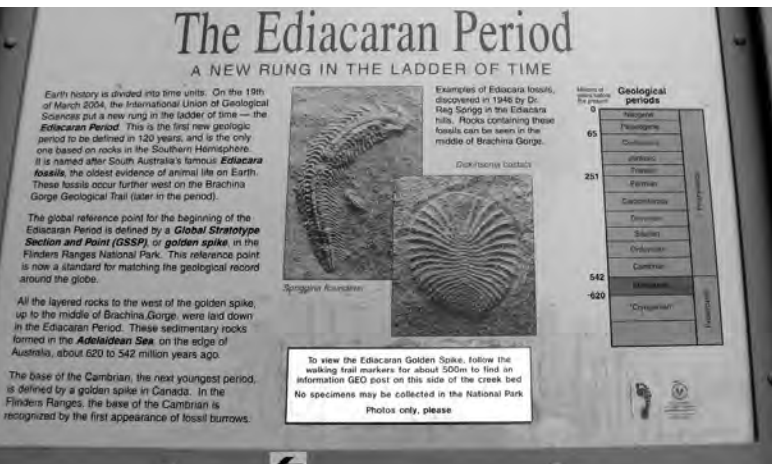 The Ediacaran Period
A NEW RUNG IN THE LADDER OF TIME
Earth history is divided into time units. On the 19th
of March 2004, the International Union of Geological
Sciences put a new rung in the ladder of time — the
Ediacaran Period. This is the first new geologic
period to be defined in 120 years, and is the only
one based on rocks in the Southern Hemisphere.
It is named after South Australia's famous Ediacara
fossils, the oldest evidence of animal life on Earth.
These fossils occur further west on the Brachina
Gorge Geological Trail (later in the period).
The global reference point for the beginning of the
Ediacaran Period is defined by a Global Stratotype
Section and Point (GSSP), or golden spike, in the
Flinders Ranges National Park. This reference point
is now a standard for matching the geological record
around the globe.
All the layered rocks to the west of the golden spike,
up to the middle of Brachina Gorge, were laid down
in the Ediacaran Period. These sedimentary rocks
formed in the Adelaidean Sea, on the edge of
Australia, about 620 to 542 million years ago.
The base of the Cambrian, the next youngest period,
is defined by a golden spike in Canada. In the
Flinders Ranges, the base of the Cambrian is
recognized by the first appearance of fossil burrows.
Examples of Ediacara fossils,
discovered in 1946 by Dr.
Reg Sprigg in the Ediacara
hills. Rocks containing these
fossils can be seen in the
middle of Brachina Gorge.
Dickinsonia costata
Spriggina floundersi
To view the Ediacaran Golden Spike, follow the
walking trail markers for about 500m to find an
information GEO post on this side of the creek bed
No specimens may be collected in the National Park
Photos only, please
Millions of
years before
the present
Geological
periods
0
Neogene
Paleogene
65
Cretaceous
Jurassic
Triassic
251
Permian
Carboniferous
Devonian
Silurian
Ordovician
Cambrian
542
~620
"Cryogenian"